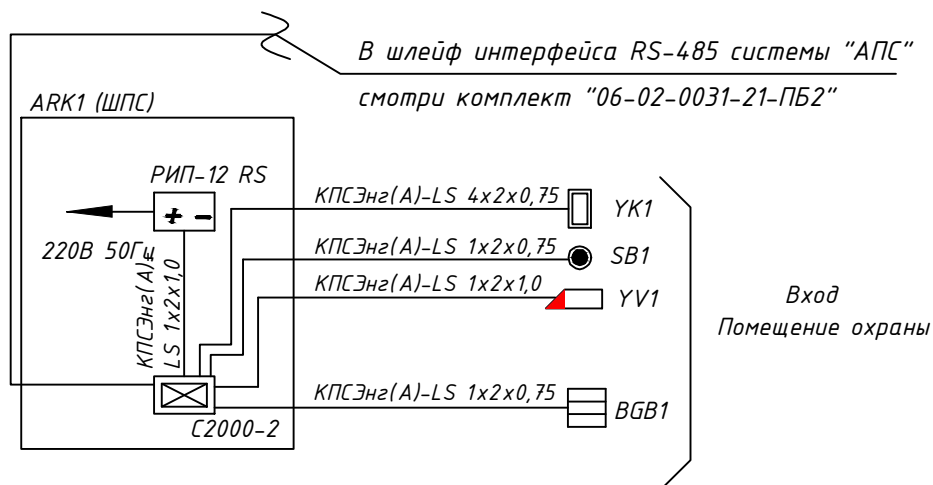 В шлейф интерфейса RS-485 системы "АПС"
смотри комплект "06-02-0031-21-ПБ2"
ARK1 (ШПС)
РИП-12 RS
+ -
220В 50Гц
КПСЭнг(А)-
LS 1х2х1,0
С2000-2
КПСЭнг(А)-LS 4х2х0,75
YK1
КПСЭнг(А)-LS 1х2х0,75
SB1
КПСЭнг(А)-LS 1х2х1,0
YV1
КПСЭнг(А)-LS 1х2х0,75
BGB1
Вход
Помещение охраны